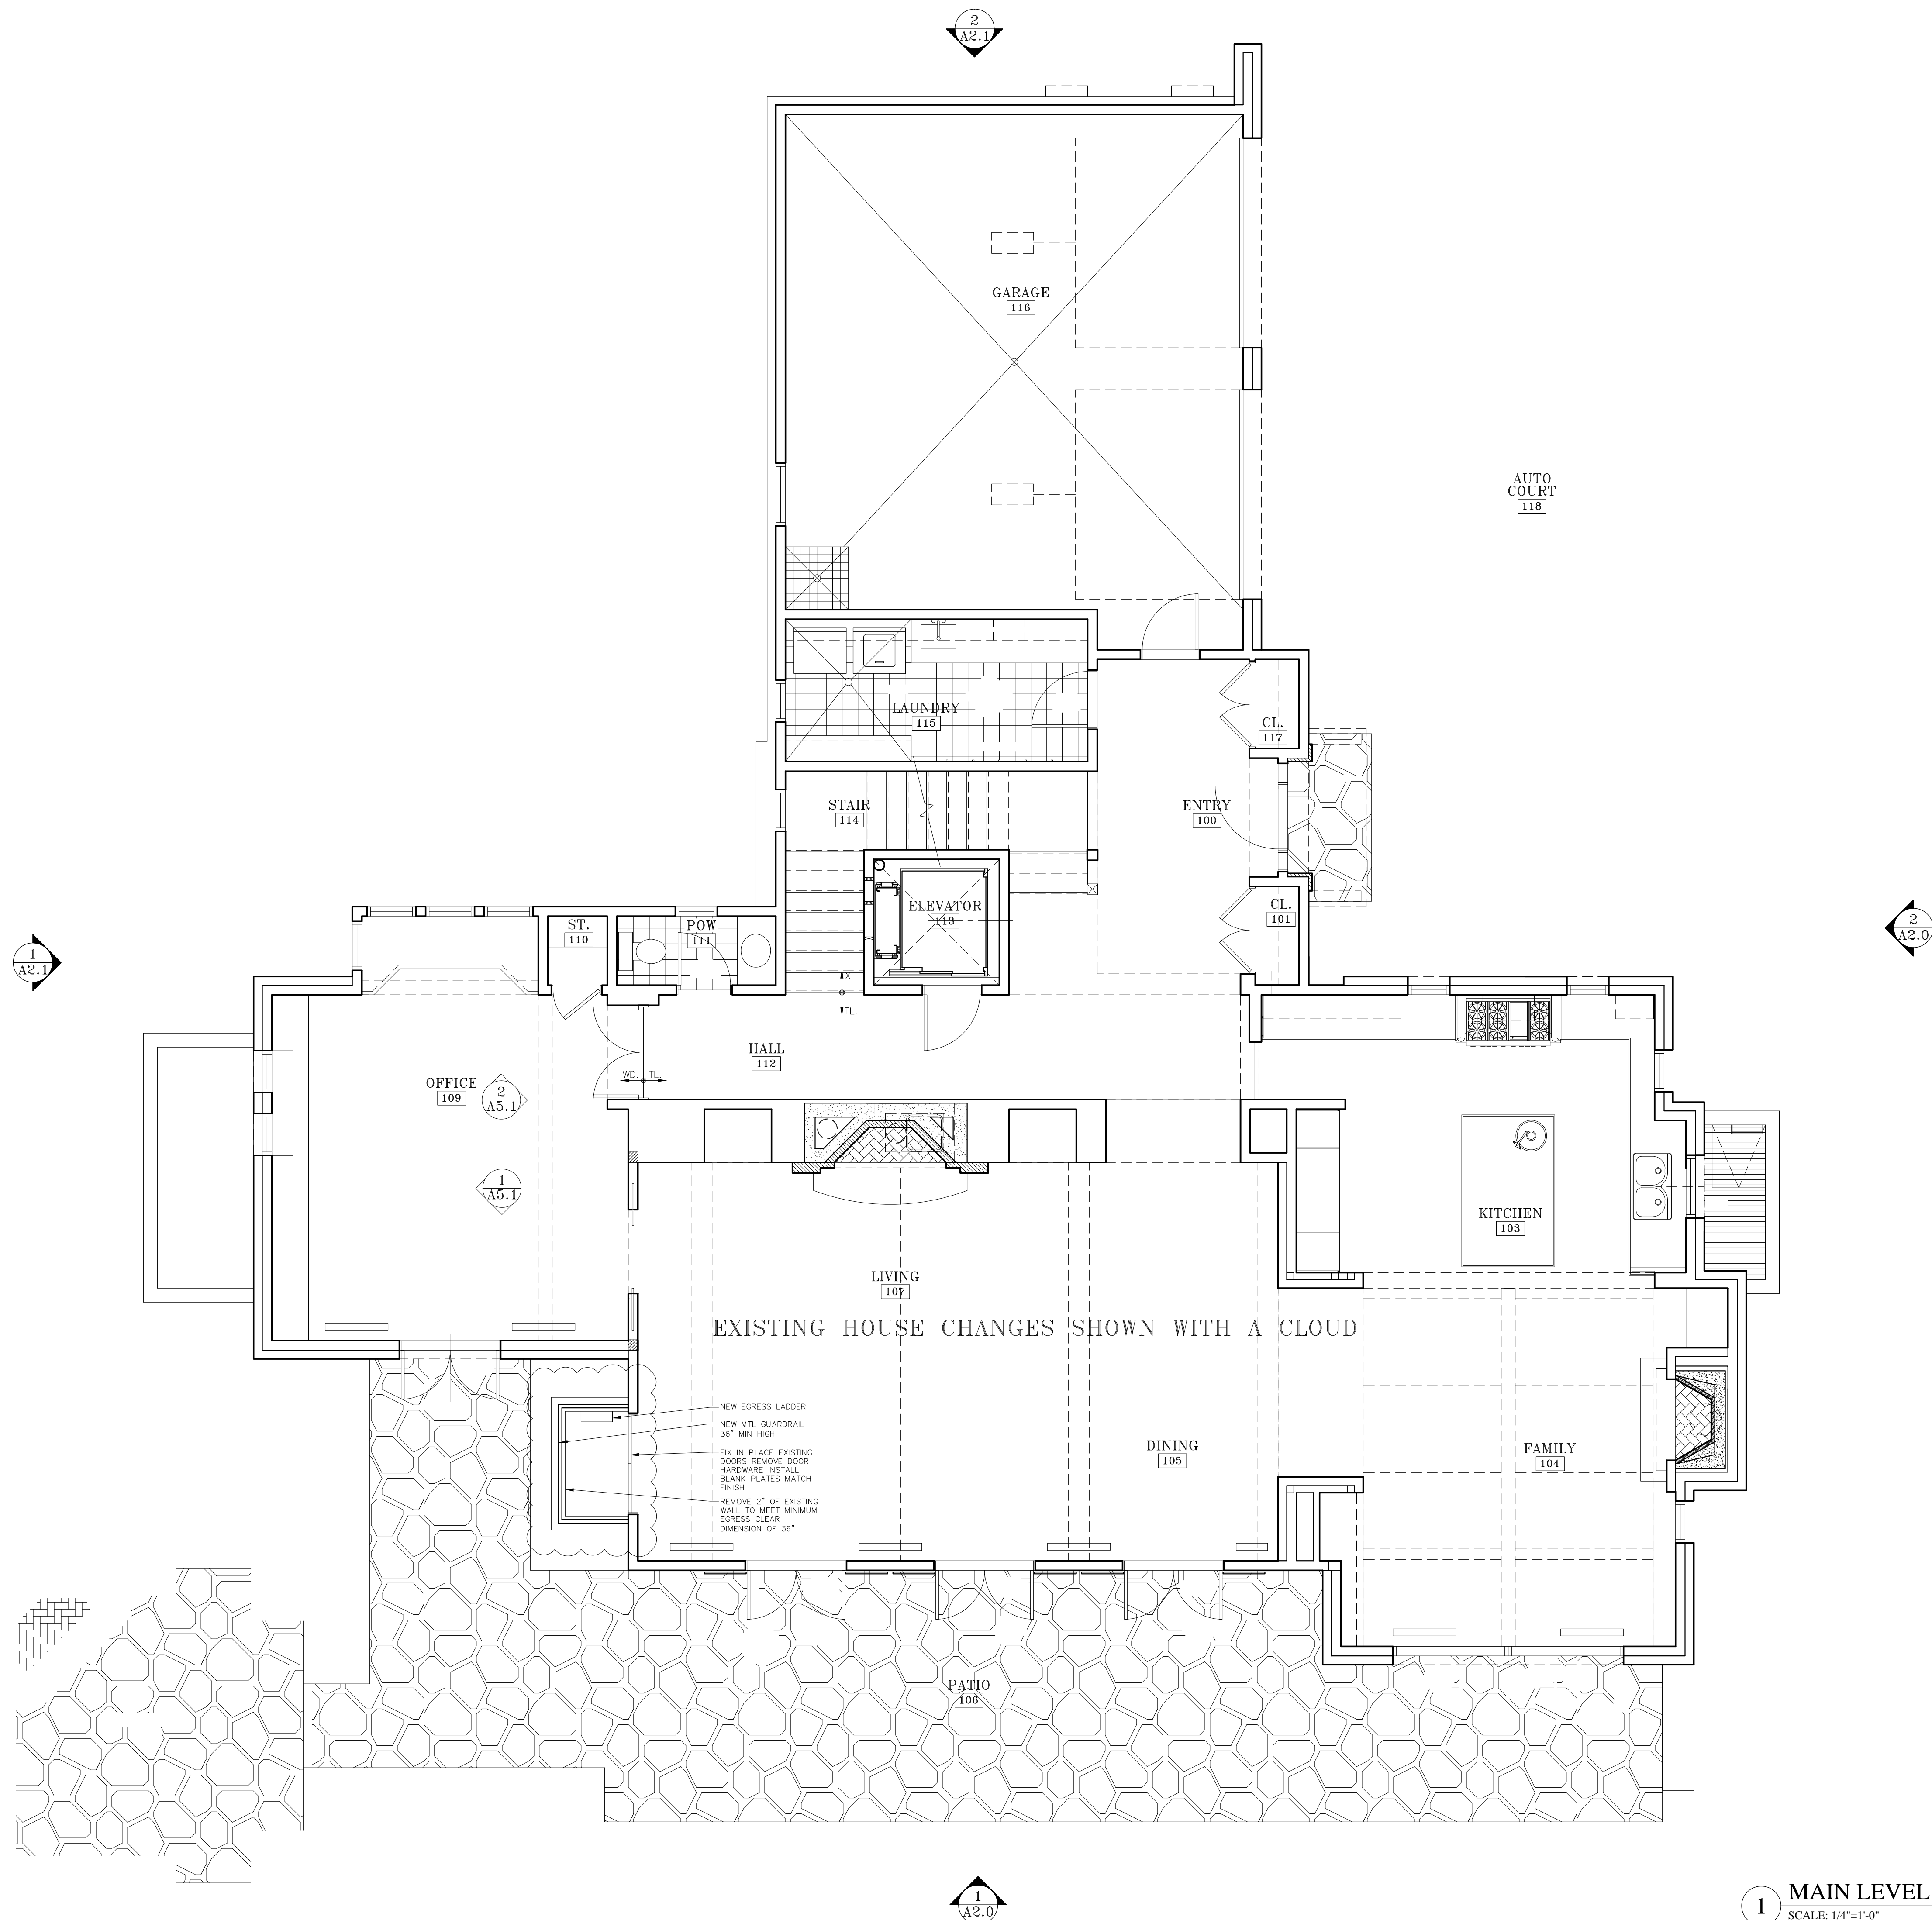 2
A2.1
GARAGE
116
AUTO
COURT
118
LAUNDRY
115
CL.
117
STAIR
114
ENTRY
100
ELEVATOR
113
CL.
101
ST.
110
POW
111
1
A2.1
2
A2.0
X
TL.
HALL
112
WD. TL.
OFFICE
109
2
A5.1
1
A5.1
KITCHEN
103
LIVING
107
EXISTING HOUSE CHANGES SHOWN WITH A CLOUD
NEW EGRESS LADDER
NEW MTL GUARDRAIL
36" MIN HIGH
FIX IN PLACE EXISTING
DOORS REMOVE DOOR
HARDWARE INSTALL
BLANK PLATES MATCH
FINISH
REMOVE 2" OF EXISTING
WALL TO MEET MINIMUM
EGRESS CLEAR
DIMENSION OF 36"
DINING
105
FAMILY
104
PATIO
106
1
A2.0
1
MAIN LEVEL
SCALE: 1/4"=1'-0"